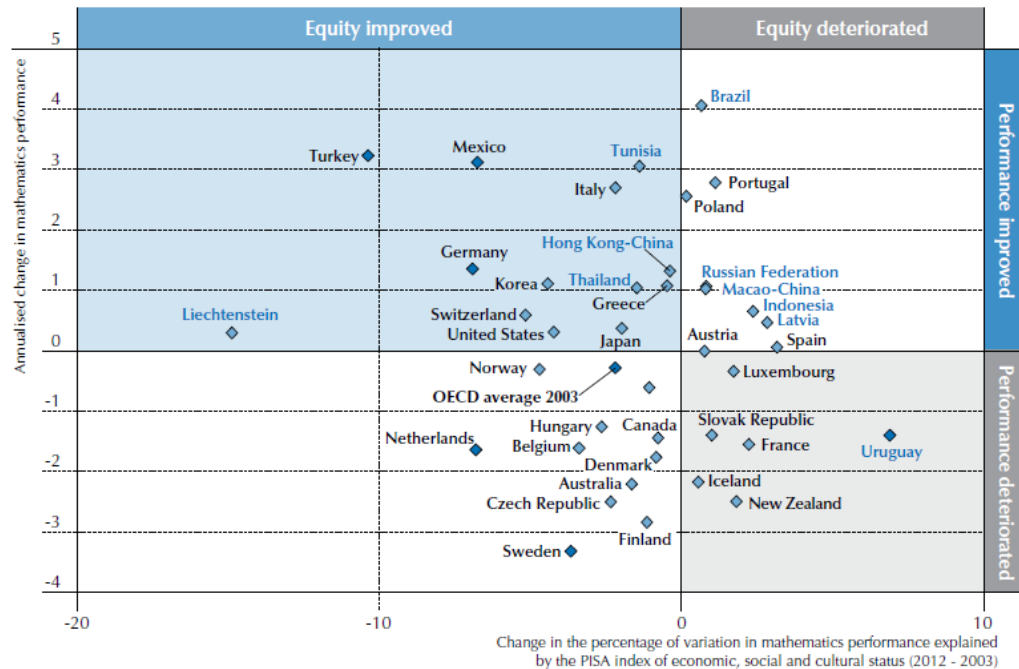 Equity improved
Equity deteriorated
5
4
3
2
1
0
-1
-2
-3
-4
Annualised change in mathematics performance
Performance improved
Performance deteriorated
Brazil
Turkey
Mexico
Tunisia
Italy
Portugal
Poland
Hong Kong-China
Germany
Korea
Thailand
Greece
Russian Federation
Macao-China
Indonesia
Latvia
Liechtenstein
Switzerland
United States
Japan
Austria
Spain
Norway
OECD average 2003
Luxembourg
Hungary
Canada
Slovak Republic
Netherlands
Belgium
France
Uruguay
Denmark
Australia
Iceland
Czech Republic
New Zealand
Finland
Sweden
-20
-10
0
10
Change in the percentage of variation in mathematics performance explained
by the PISA index of economic, social and cultural status (2012 - 2003)